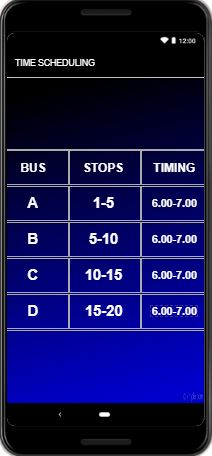 12:00
TIME SCHEDULING
BUS STOPS TIMING
A 1-5 6.00-7.00
B 5-10 6.00-7.00
C 10-15 6.00-7.00
D 15-20 6.00-7.00